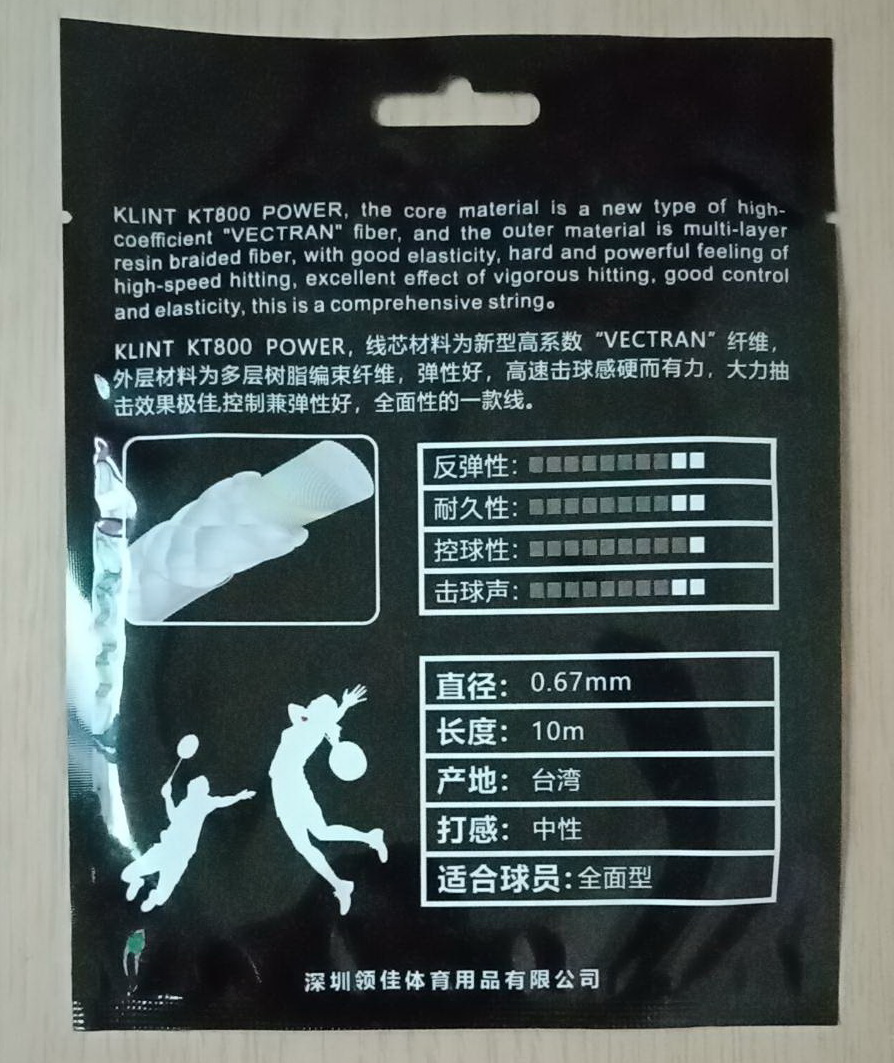 KLINT KT800 POWER, the core material is a new type of high-
coefficient "VECTRAN" fiber, and the outer material is multi-layer
resin braided fiber, with good elasticity, hard and powerful feeling of
high-speed hitting, excellent effect of vigorous hitting, good control
and elasticity, this is a comprehensive string。
KLINT KT800 POWER，线芯材料为新型高系数“VECTRAN”纤维，
外层材料为多层树脂编束纤维，弹性好，高速击球感硬而有力，大力抽
击效果极佳,控制兼弹性好，全面性的一款线。
反弹性：
耐久性：
控球性：
击球声：
直径：0.67mm
长度：10m
产地：台湾
打感：中性
适合球员：全面型
深圳领佳体育用品有限公司